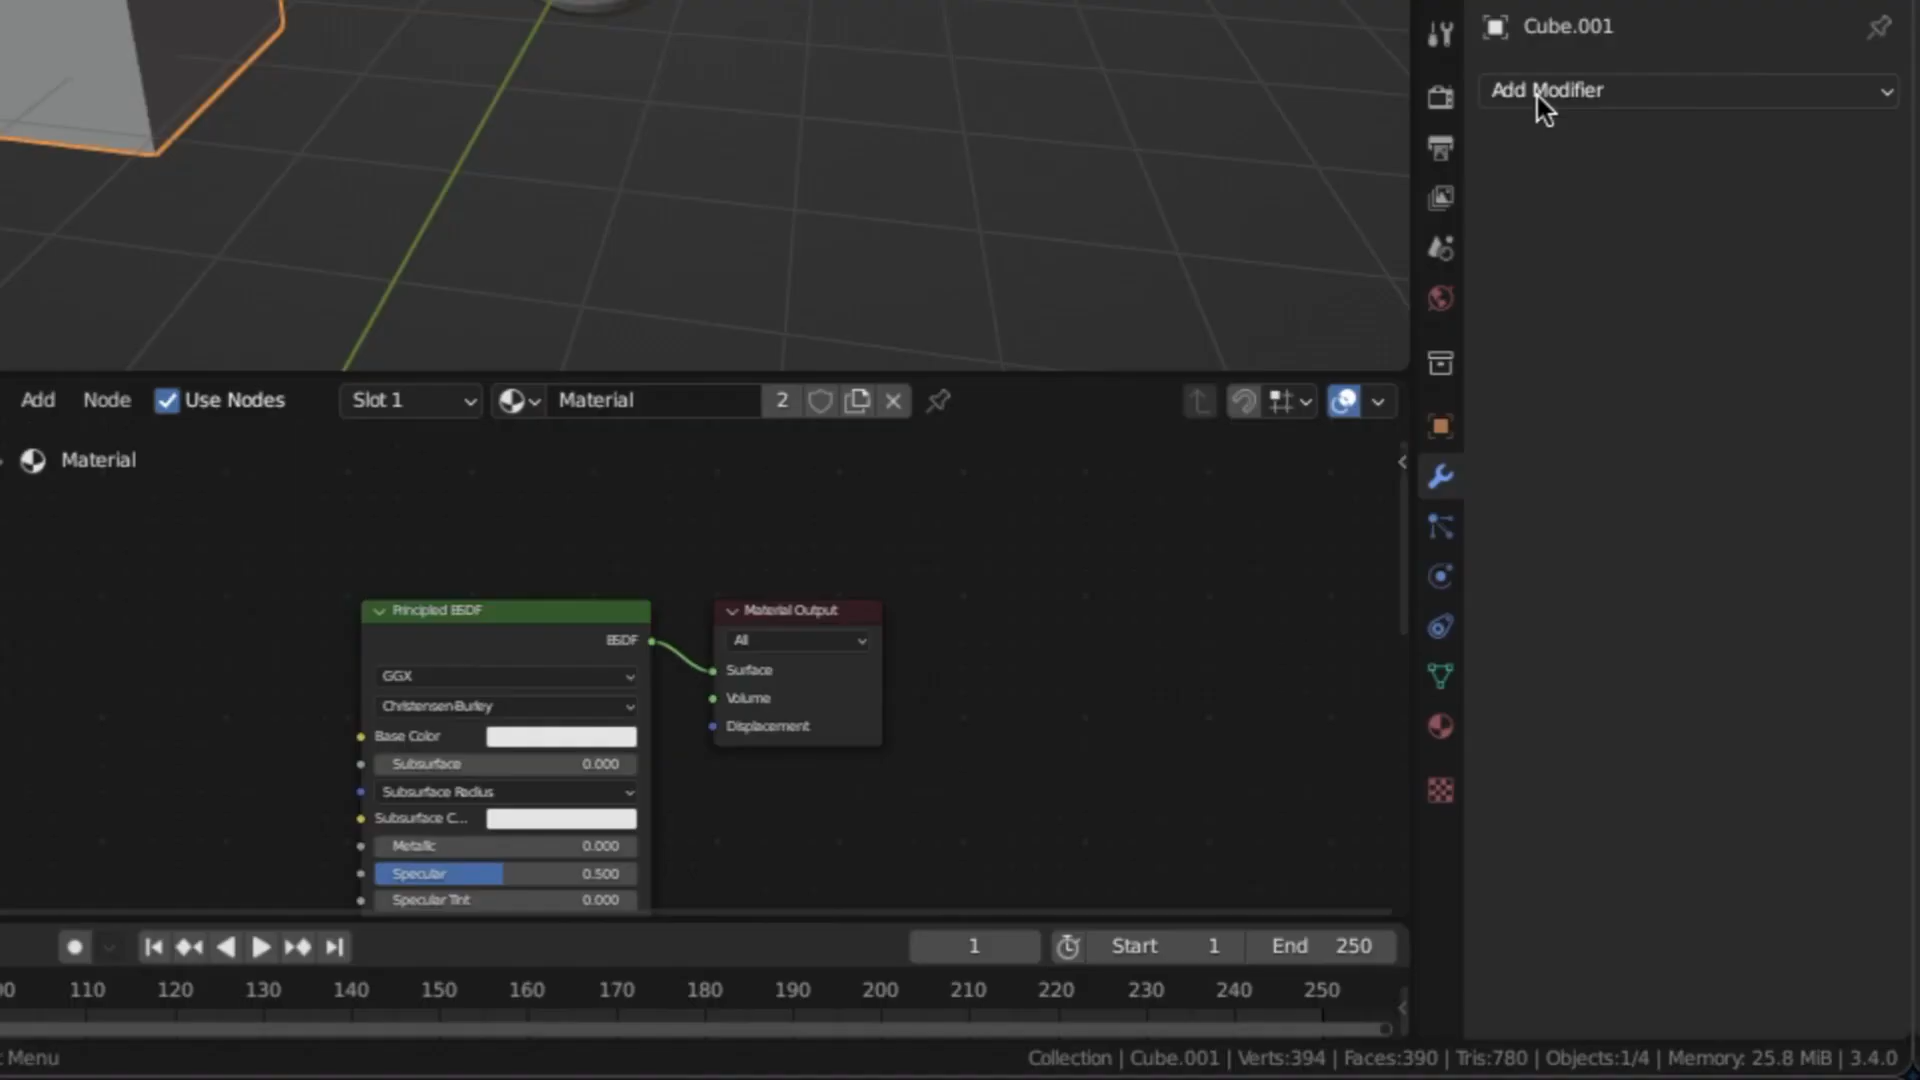 Cube.001
Add Modifier
Add Node Use Nodes Slot 1 Material 2
Material
Principled BSDF
BSDF
GGX
Christensen-Burley
Base Color
Subsurface 0.000
Subsurface Radius
Subsurface C...
Metallic 0.000
Specular 0.500
Specular Tint 0.000
Material Output
All
Surface
Volume
Displacement
1 Start 1 End 250
00 110 120 130 140 150 160 170 180 190 200 210 220 230 240 250
: Menu
Collection | Cube.001 | Verts:394 | Faces:390 | Tris:780 | Objects:1/4 | Memory: 25.8 MiB | 3.4.0